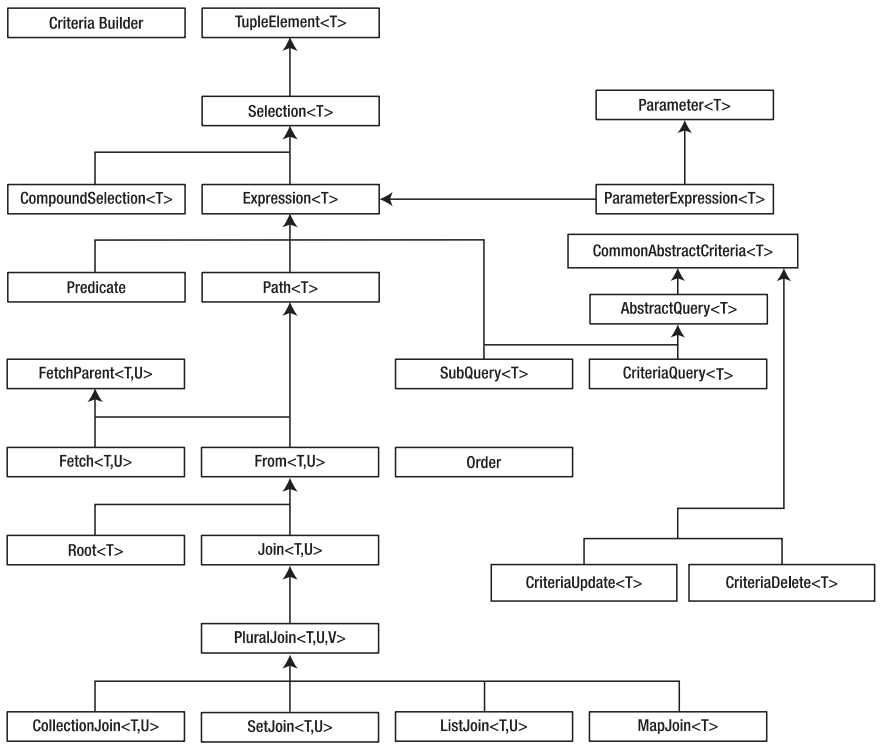 Criteria Builder
TupleElement<T>
Selection<T>
Parameter<T>
CompoundSelection<T>
Expression<T>
ParameterExpression<T>
CommonAbstractCriteria<T>
Predicate
Path<T>
AbstractQuery<T>
FetchParent<T,U>
SubQuery<T>
CriteriaQuery<T>
Fetch<T,U>
From<T,U>
Order
Root<T>
Join<T,U>
CriteriaUpdate<T>
CriteriaDelete<T>
PluralJoin<T,U,V>
CollectionJoin<T,U>
SetJoin<T,U>
ListJoin<T,U>
MapJoin<T>